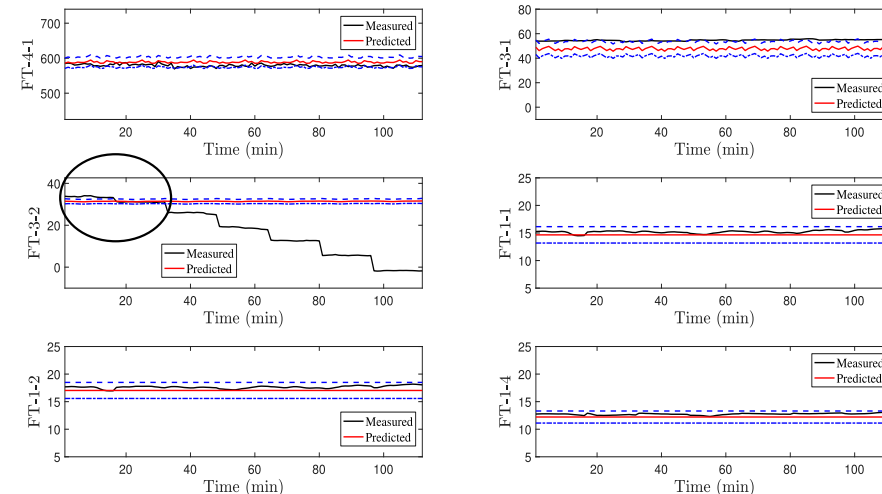 FT-4-1
700
600
500
Measured
Predicted
20 40 60 80 100
Time (min)
FT-3-1
80
60
40
20
0
Measured
Predicted
20 40 60 80 100
Time (min)
FT-3-2
40
20
0
Measured
Predicted
20 40 60 80 100
Time (min)
FT-1-1
25
20
15
10
5
Measured
Predicted
20 40 60 80 100
Time (min)
FT-1-2
25
20
15
10
5
Measured
Predicted
20 40 60 80 100
Time (min)
FT-1-4
25
20
15
10
5
Measured
Predicted
20 40 60 80 100
Time (min)